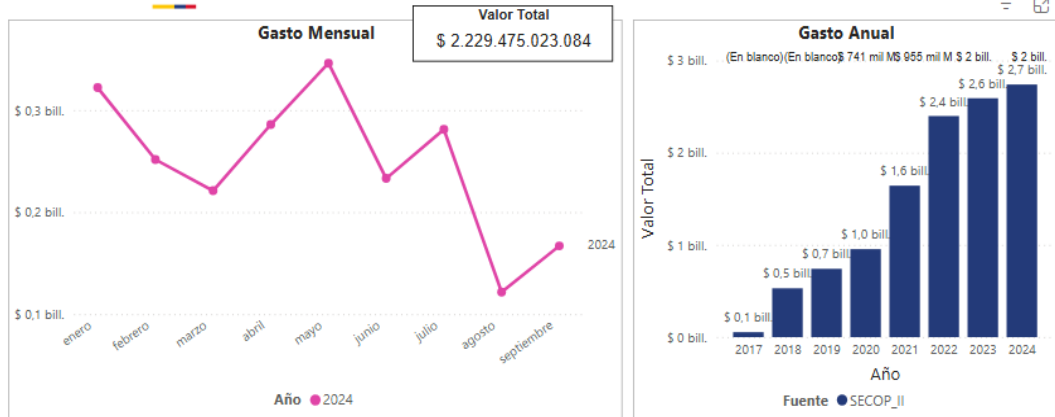 Gasto Mensual
Valor Total
$ 2.229.475.023.084
$ 0,3 bill.
$ 0,2 bill.
$ 0,1 bill.
2024
enero
febrero
marzo
abril
mayo
junio
julio
agosto
septiembre
Año 2024
Gasto Anual
(En blanco) (En blanco) $ 741 mil M $ 955 mil M $ 2 bill. $ 2 bill.
$ 3 bill.
$ 2 bill.
$ 1 bill.
$ 0 bill.
Valor Total
$ 0,1 bill.
$ 0,5 bill.
$ 0,7 bill.
$ 1,0 bill.
$ 1,6 bill.
$ 2,4 bill.
$ 2,6 bill.
$ 2,7 bill.
2017 2018 2019 2020 2021 2022 2023 2024
Año
Fuente SECOP_II